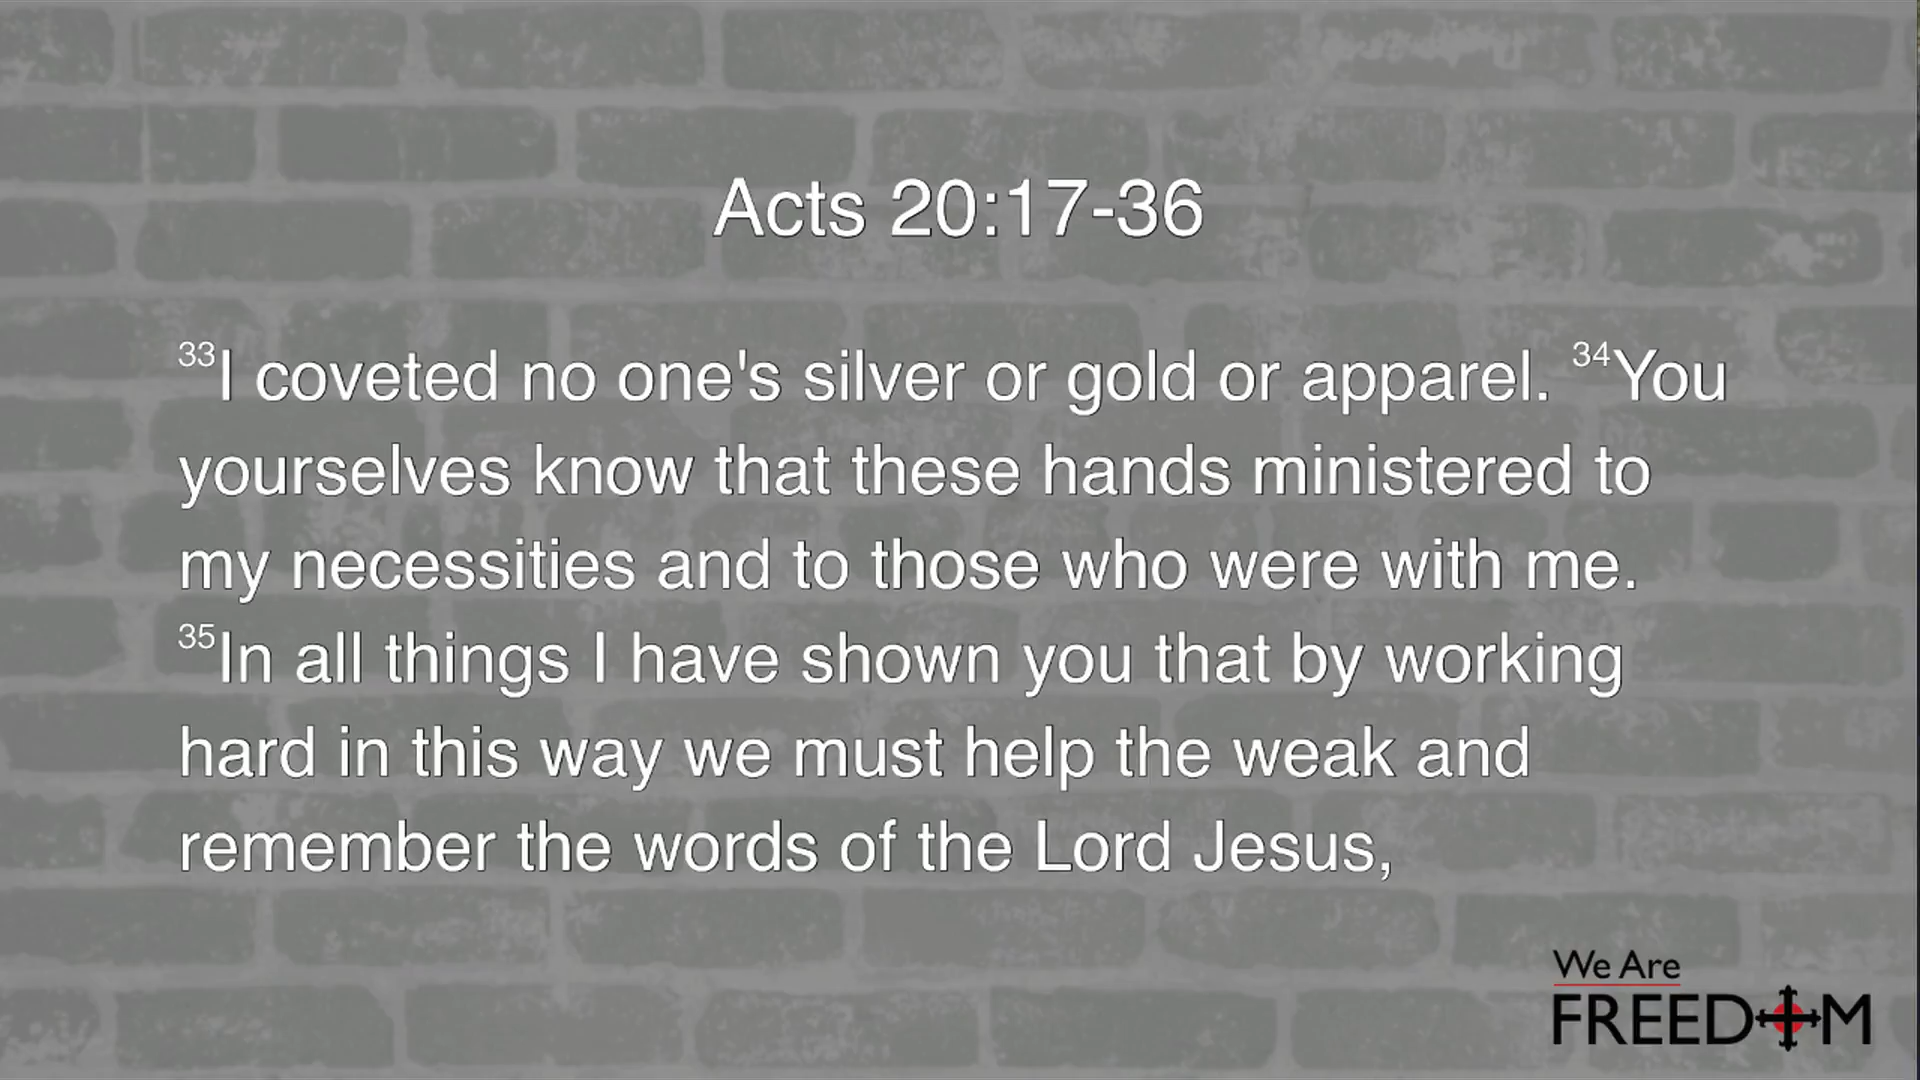 Acts 20:17-36
33I coveted no one's silver or gold or apparel. 34You
yourselves know that these hands ministered to
my necessities and to those who were with me.
35In all things I have shown you that by working
hard in this way we must help the weak and
remember the words of the Lord Jesus,
We Are
FREEDOM